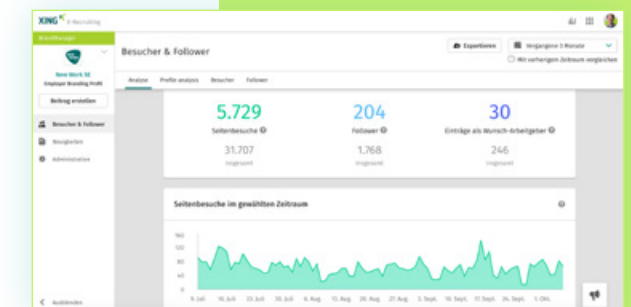 XING E-Recruiting
BrandManager
New Work SE
Employer Branding Profil
Beitrag erstellen
Besucher & Follower
Neuigkeiten
Administration
Ausblenden
Besucher & Follower
Exportieren
Vergangene 3 Monate
Mit vorherigem Zeitraum vergleichen
Analyse Profile analysis Besucher Follower
5.729 204 30
Seitenbesuche Follower Einträge als Wunsch-Arbeitgeber
31.707 1.768 246
insgesamt insgesamt insgesamt
Seitenbesuche im gewählten Zeitraum
160
120
80
40
0
9. Juli 16. Juli 23. Juli 30. Juli 6. Aug. 13. Aug. 20. Aug. 27. Aug. 3. Sept. 10. Sept. 17. Sept. 24. Sept. 1. Okt.